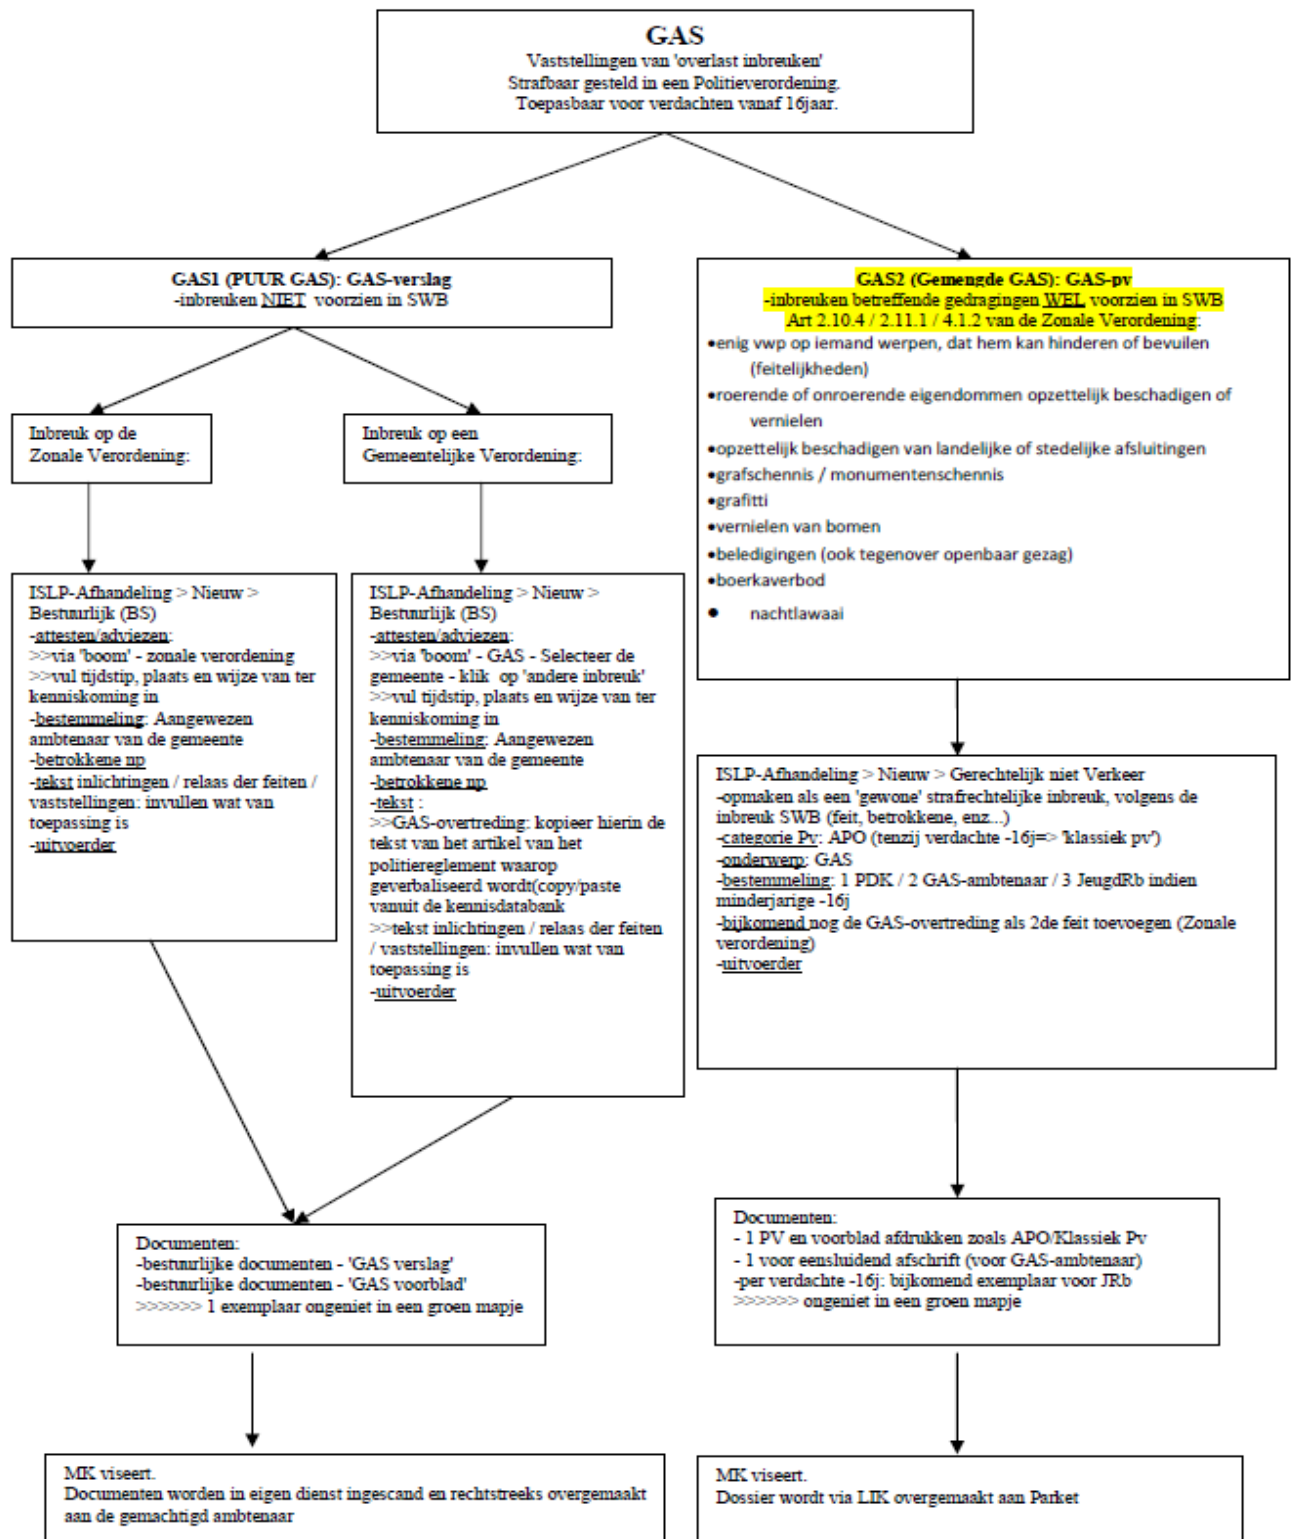 GAS
Vaststellingen van 'overlast inbreuken'
Strafbaar gesteld in een Politieverordening.
Toepasbaar voor verdachten vanaf 16jaar.
GAS1 (PUUR GAS): GAS-verslag
-inbreuken NIET voorzien in SWB
GAS2 (Gemengde GAS): GAS-pv
-inbreuken betreffende gedragingen WEL voorzien in SWB
Art 2.10.4 / 2.11.1 / 4.1.2 van de Zonale Verordening:
•enig vwp op iemand werpen, dat hem kan hinderen of bevuilen
(feitelijkheden)
•roerende of onroerende eigendommen opzettelijk beschadigen of
vernielen
•opzettelijk beschadigen van landelijke of stedelijke afsluitingen
•grafschennis / monumentenschennis
•grafitti
•vernielen van bomen
•beledigingen (ook tegenover openbaar gezag)
•boerkaverbod
• nachtlawaai
Inbreuk op de
Zonale Verordening:
Inbreuk op een
Gemeentelijke Verordening:
ISLP-Afhandeling > Nieuw >
Bestuurlijk (BS)
-attesten/adviezen:
>>via 'boom' - zonale verordening
>>vul tijdstip, plaats en wijze van ter
kenniskoming in
-bestemmeling: Aangewezen
ambtenaar van de gemeente
-betrokkene np
-tekst inlichtingen / relaas der feiten /
vaststellingen: invullen wat van
toepassing is
-uitvoerder
ISLP-Afhandeling > Nieuw >
Bestuurlijk (BS)
-attesten/adviezen:
>>via 'boom' - GAS - Selecteer de
gemeente - klik op 'andere inbreuk'
>>vul tijdstip, plaats en wijze van ter
kenniskoming in
-bestemmeling: Aangewezen
ambtenaar van de gemeente
-betrokkene np
-tekst :
>>GAS-overtreding: kopieer hierin de
tekst van het artikel van het
politiereglement waarop
geverbaliseerd wordt(copy/paste
vanuit de kennisdatabank
>>tekst inlichtingen / relaas der feiten
/ vaststellingen: invullen wat van
toepassing is
-uitvoerder
ISLP-Afhandeling > Nieuw > Gerechtelijk niet Verkeer
-opmaken als een 'gewone' strafrechtelijke inbreuk, volgens de
inbreuk SWB (feit, betrokkene, enz...)
-categorie Pv: APO (tenzij verdachte -16j=> 'klassiek pv')
-onderwerp: GAS
-bestemmeling: 1 PDK / 2 GAS-ambtenaar / 3 JeugdRb indien
minderjarige -16j
-bijkomend nog de GAS-overtreding als 2de feit toevoegen (Zonale
verordening)
-uitvoerder
Documenten:
-bestuurlijke documenten - 'GAS verslag'
-bestuurlijke documenten - 'GAS voorblad'
>>>>>> 1 exemplaar ongeniet in een groen mapje
Documenten:
- 1 PV en voorblad afdrukken zoals APO/Klassiek Pv
- 1 voor eensluidend afschrift (voor GAS-ambtenaar)
-per verdachte -16j: bijkomend exemplaar voor JRb
>>>>>> ongeniet in een groen mapje
MK viseert.
Documenten worden in eigen dienst ingescand en rechtstreeks overgemaakt
aan de gemachtigd ambtenaar
MK viseert.
Dossier wordt via LIK overgemaakt aan Parket